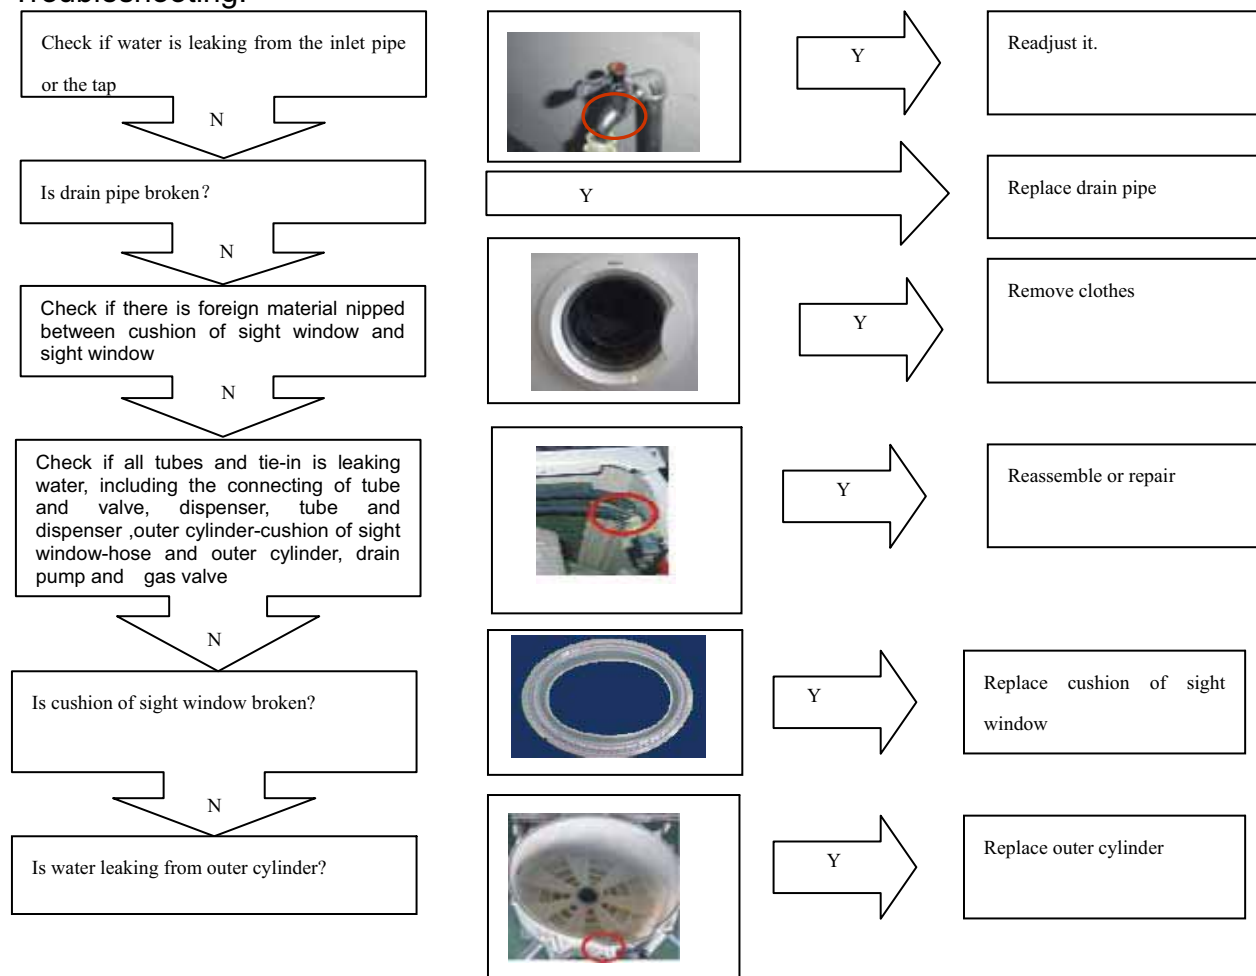 Troubleshooting:
Check if water is leaking from the inlet pipe
or the tap
Y
Readjust it.
N
Is drain pipe broken?
Y
Replace drain pipe
N
Check if there is foreign material nipped
between cushion of sight window and
sight window
Y
Remove clothes
N
Check if all tubes and tie-in is leaking
water, including the connecting of tube
and valve, dispenser, tube and
dispenser ,outer cylinder-cushion of sight
window-hose and outer cylinder, drain
pump and gas valve
Y
Reassemble or repair
N
Is cushion of sight window broken?
Y
Replace cushion of sight
window
N
Is water leaking from outer cylinder?
Y
Replace outer cylinder